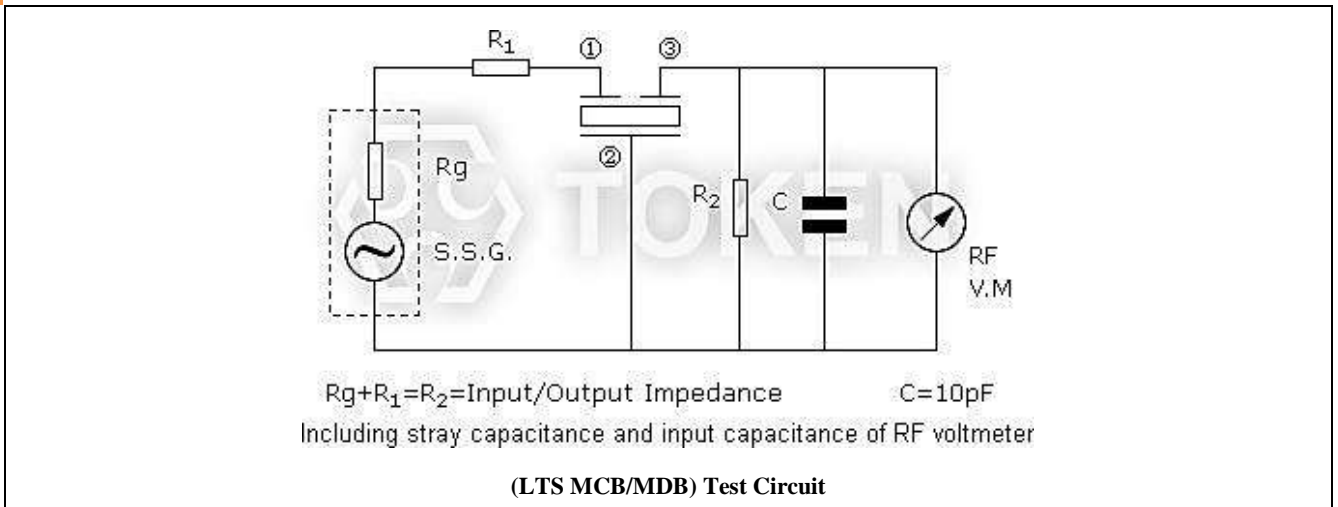 R1
① ③
②
Rg
TOKEN
R2 C
S.S.G.
RF
V.M
Rg+R1=R2=Input/Output Impedance C=10pF
Including stray capacitance and input capacitance of RF voltmeter
(LTS MCB/MDB) Test Circuit